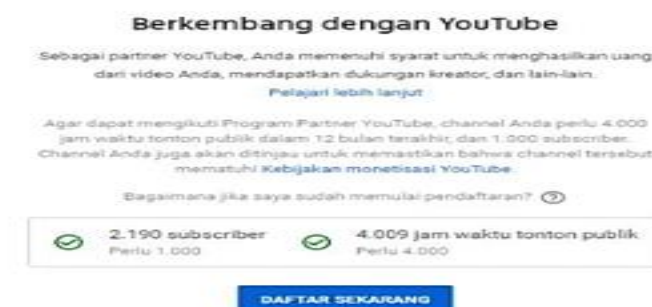 Berkembang dengan YouTube
Sebagai partner YouTube, Anda memenuhi syarat untuk menghasilkan uang
dari video Anda, mendapatkan dukungan kreator, dan lain-lain.
Pelajari lebih lanjut
Agar dapat mengikuti Program Partner YouTube, channel Anda perlu 4.000
jam waktu tonton publik dalam 12 bulan terakhir, dan 1.000 subscriber.
Channel Anda juga akan ditinjau untuk memastikan bahwa channel tersebut
mematuhi Kebijakan monetisasi YouTube.
Bagaimana jika saya sudah memulai pendaftaran? ?
2.190 subscriber
Perlu 1.000
4.009 jam waktu tonton publik
Perlu 4.000
DAFTAR SEKARANG